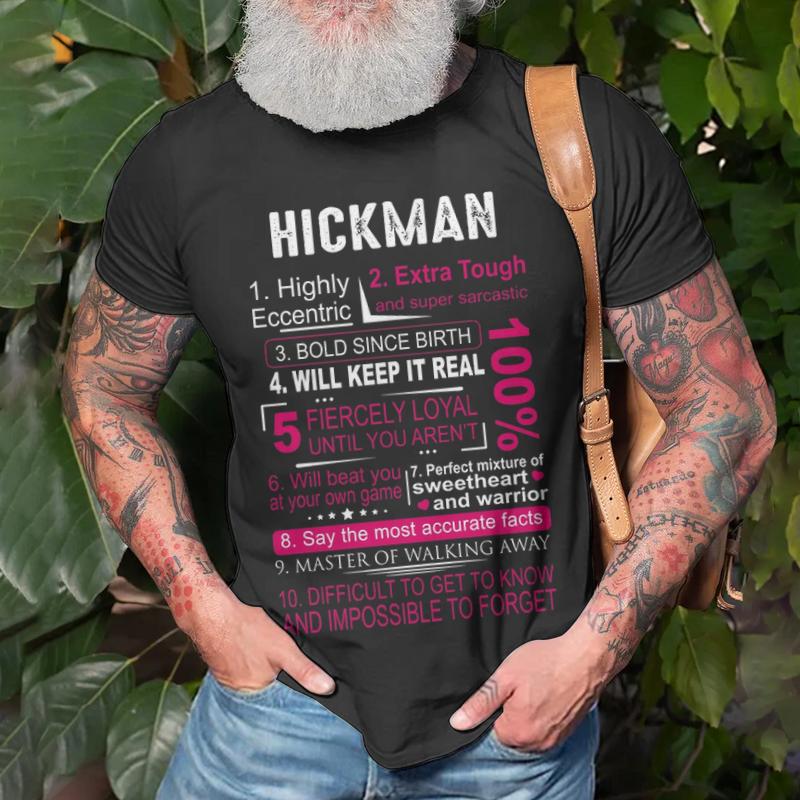 HICKMAN
1. Highly
Eccentric
2. Extra Tough
and super sarcastic
3. BOLD SINCE BIRTH
4. WILL KEEP IT REAL
100%
5 FIERCELY LOYAL
UNTIL YOU AREN'T
6. Will beat you
at your own game
7. Perfect mixture of
sweetheart
and warrior
8. Say the most accurate facts
9. MASTER OF WALKING AWAY
10. DIFFICULT TO GET TO KNOW
AND IMPOSSIBLE TO FORGET